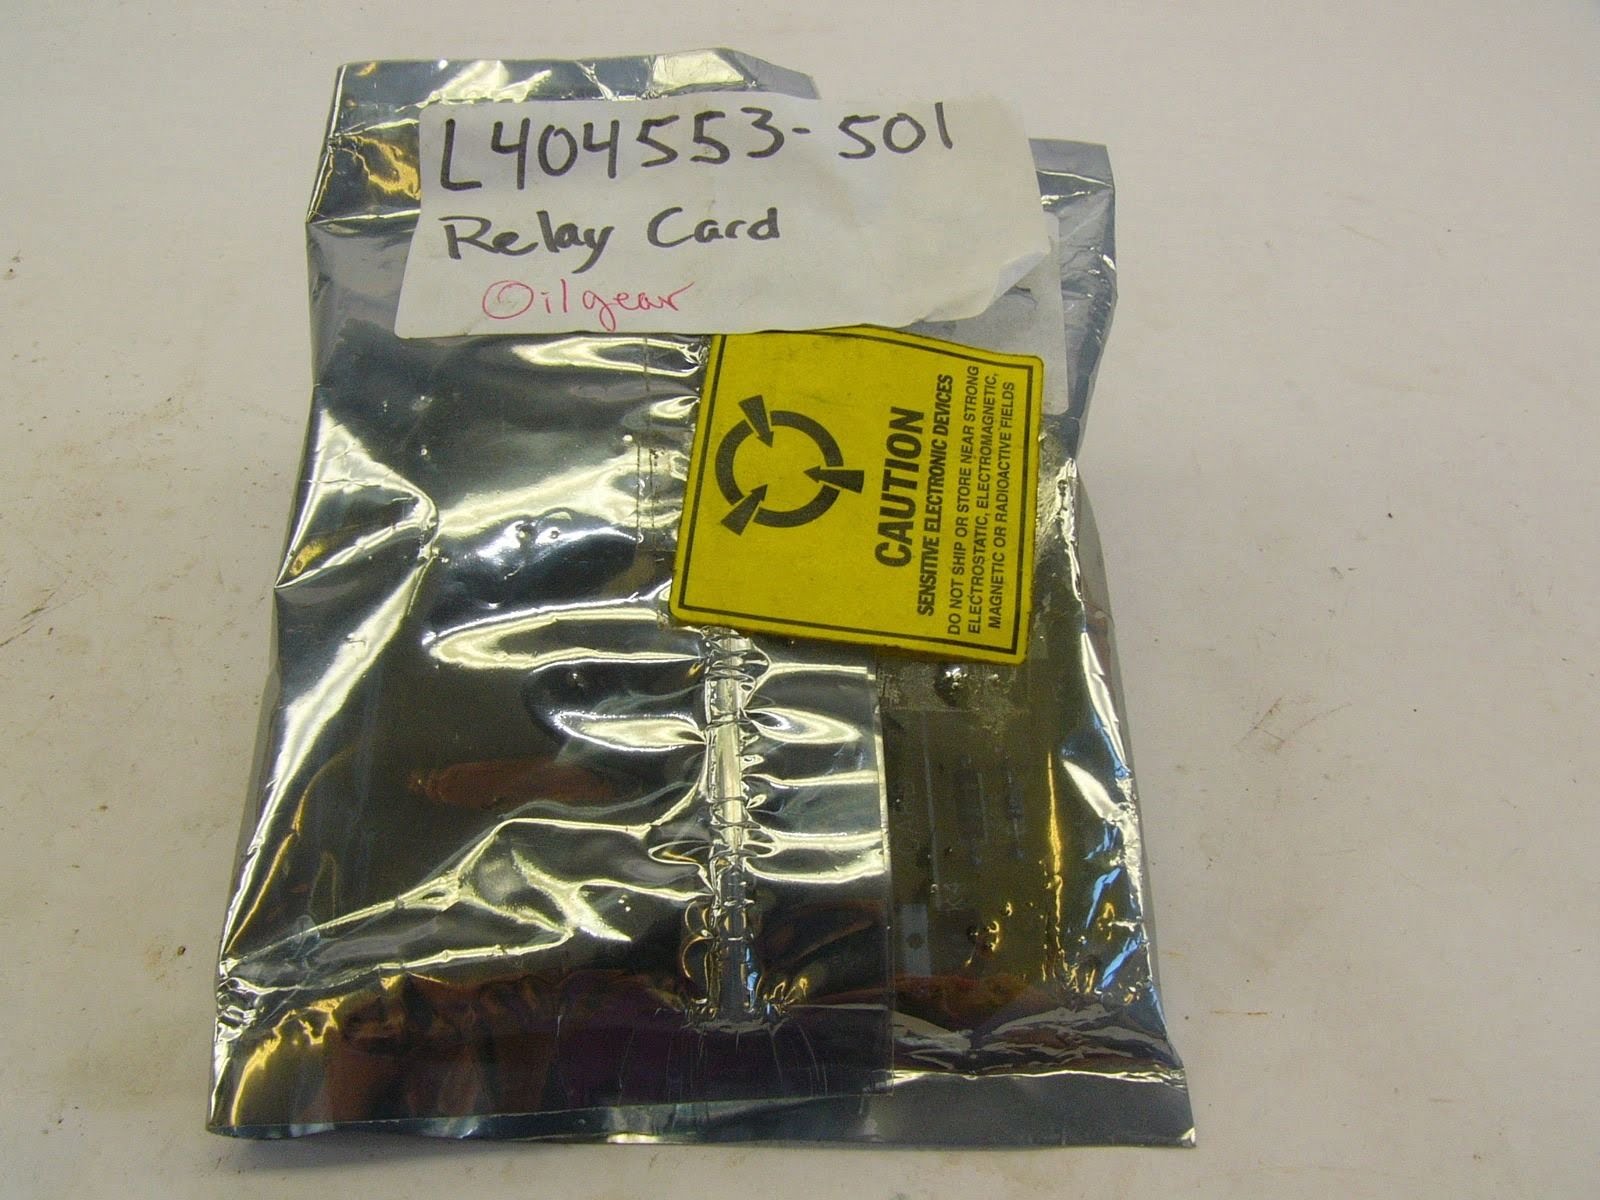 L404553-501
Relay Card
Oilgear
CAUTION
SENSITIVE ELECTRONIC DEVICES
DO NOT SHIP OR STORE NEAR STRONG
ELECTROSTATIC, ELECTROMAGNETIC,
MAGNETIC OR RADIOACTIVE FIELDS
K4